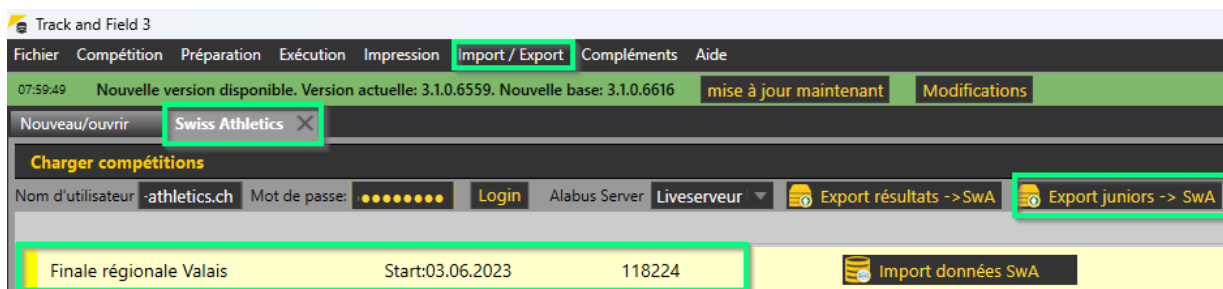 Track and Field 3
Fichier Compétition Préparation Exécution Impression Import / Export Compléments Aide
07:59:49 Nouvelle version disponible. Version actuelle: 3.1.0.6559. Nouvelle base: 3.1.0.6616 mise à jour maintenant Modifications
Nouveau/ouvrir Swiss Athletics
Charger compétitions
Nom d'utilisateur -athletics.ch Mot de passe: Login Alabus Server Liveserveur Export résultats ->SwA Export juniors -> SwA
Finale régionale Valais Start:03.06.2023 118224 Import données SwA